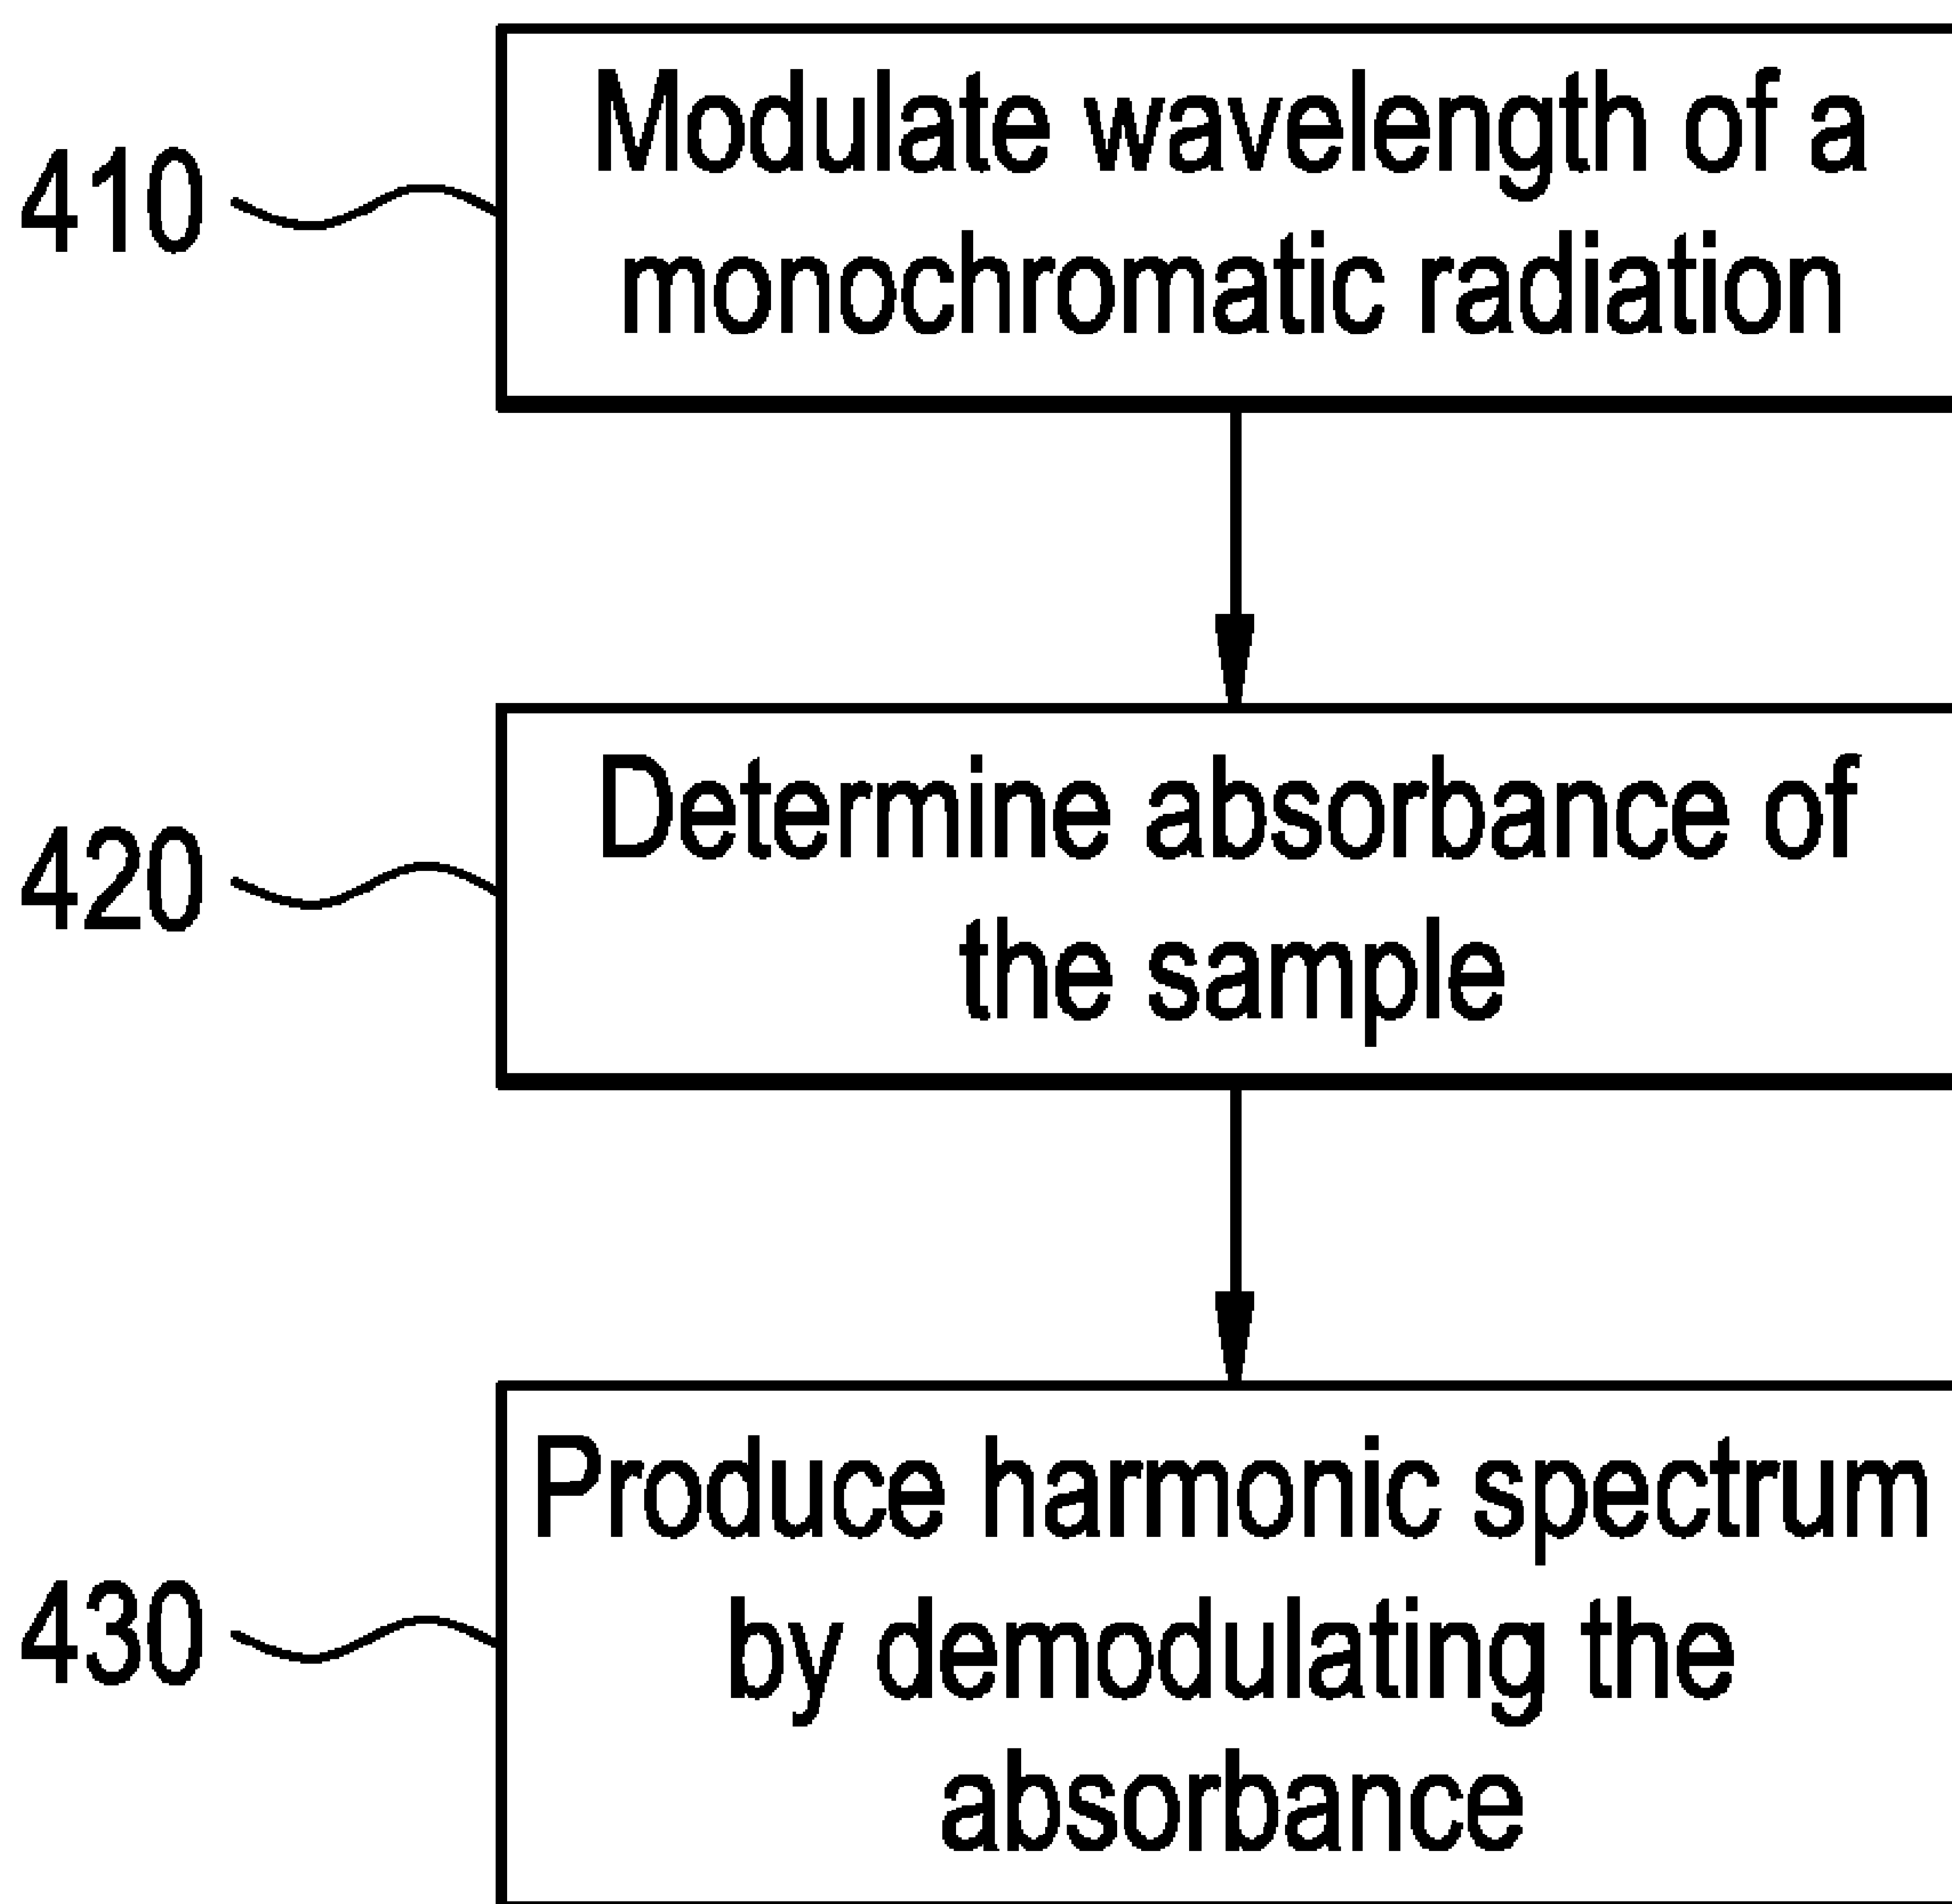 410
Modulate wavelength of a
monochromatic radiation
420
Determine absorbance of
the sample
430
Produce harmonic spectrum
by demodulating the
absorbance